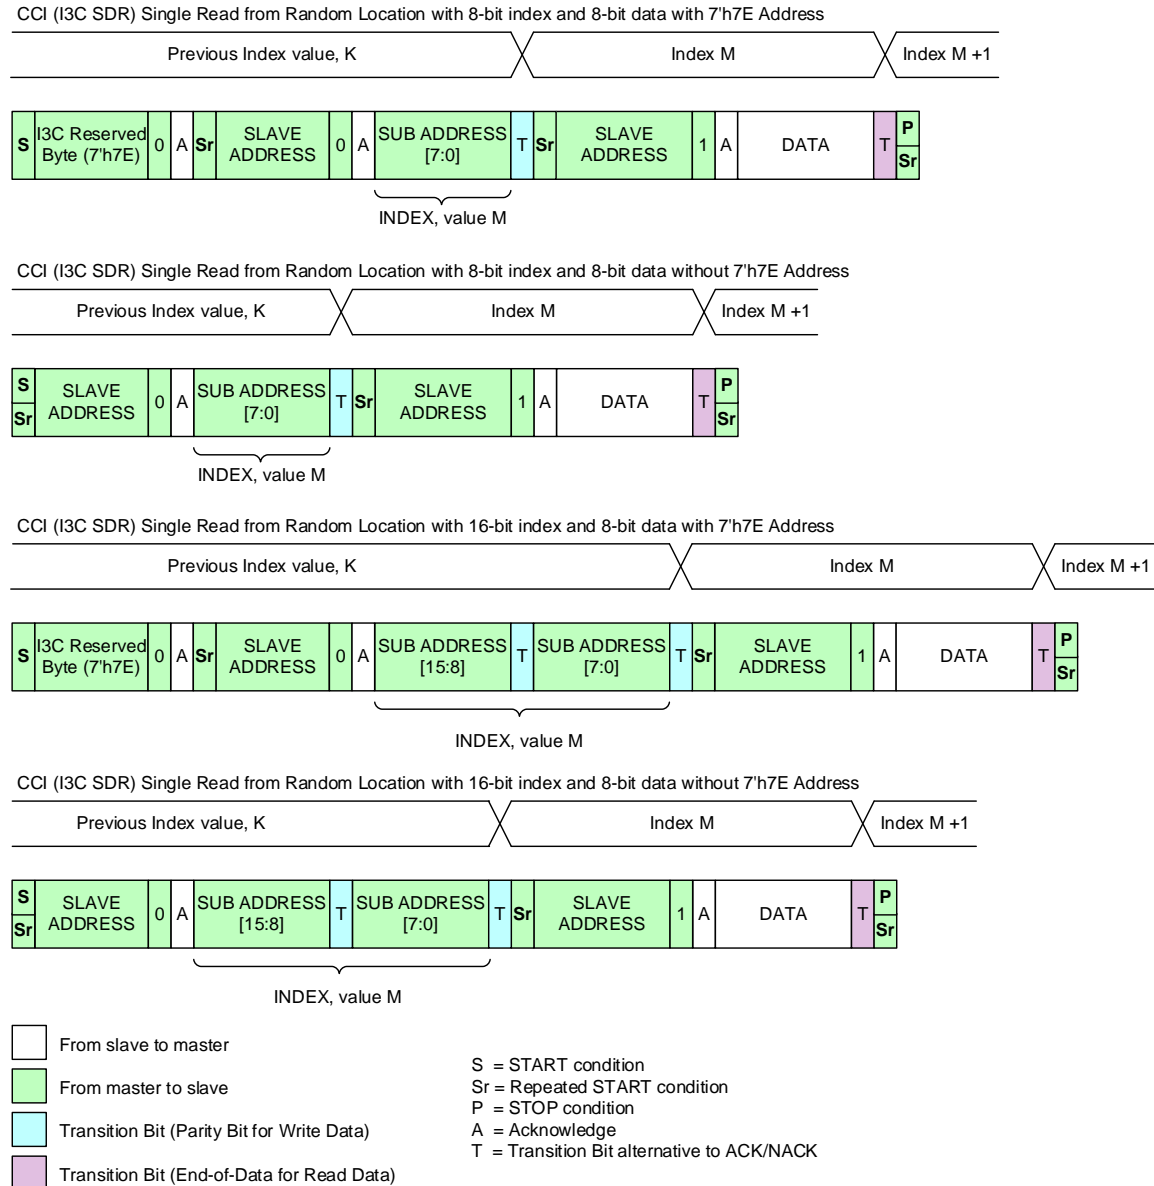 CCI (I3C SDR) Single Read from Random Location with 8-bit index and 8-bit data with 7'h7E Address
Previous Index value, K Index M Index M +1
S I3C Reserved Byte (7'h7E) 0 A Sr SLAVE ADDRESS 0 A SUB ADDRESS [7:0] T Sr SLAVE ADDRESS 1 A DATA T P Sr
INDEX, value M
CCI (I3C SDR) Single Read from Random Location with 8-bit index and 8-bit data without 7'h7E Address
Previous Index value, K Index M Index M +1
S Sr SLAVE ADDRESS 0 A SUB ADDRESS [7:0] T Sr SLAVE ADDRESS 1 A DATA T P Sr
INDEX, value M
CCI (I3C SDR) Single Read from Random Location with 16-bit index and 8-bit data with 7'h7E Address
Previous Index value, K Index M Index M +1
S I3C Reserved Byte (7'h7E) 0 A Sr SLAVE ADDRESS 0 A SUB ADDRESS [15:8] T SUB ADDRESS [7:0] T Sr SLAVE ADDRESS 1 A DATA T P Sr
INDEX, value M
CCI (I3C SDR) Single Read from Random Location with 16-bit index and 8-bit data without 7'h7E Address
Previous Index value, K Index M Index M +1
S Sr SLAVE ADDRESS 0 A SUB ADDRESS [15:8] T SUB ADDRESS [7:0] T Sr SLAVE ADDRESS 1 A DATA T P Sr
INDEX, value M
From slave to master
From master to slave
Transition Bit (Parity Bit for Write Data)
Transition Bit (End-of-Data for Read Data)
S = START condition
Sr = Repeated START condition
P = STOP condition
A = Acknowledge
T = Transition Bit alternative to ACK/NACK